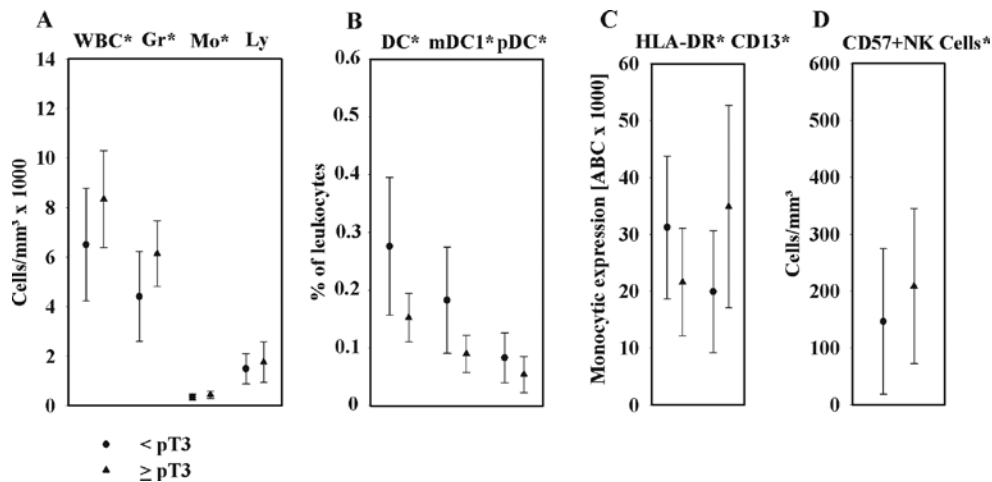 A
WBC* Gr* Mo* Ly
14
12
10
8
6
4
2
0
Cells/mm³ x 1000
B
DC* mDC1* pDC*
0.6
0.5
0.4
0.3
0.2
0.1
0
% of leukocytes
C
HLA-DR* CD13*
60
50
40
30
20
10
0
Monocytic expression [ABC x 1000]
D
CD57+NK Cells*
600
500
400
300
200
100
0
Cells/mm³
● < pT3
▲ ≥ pT3